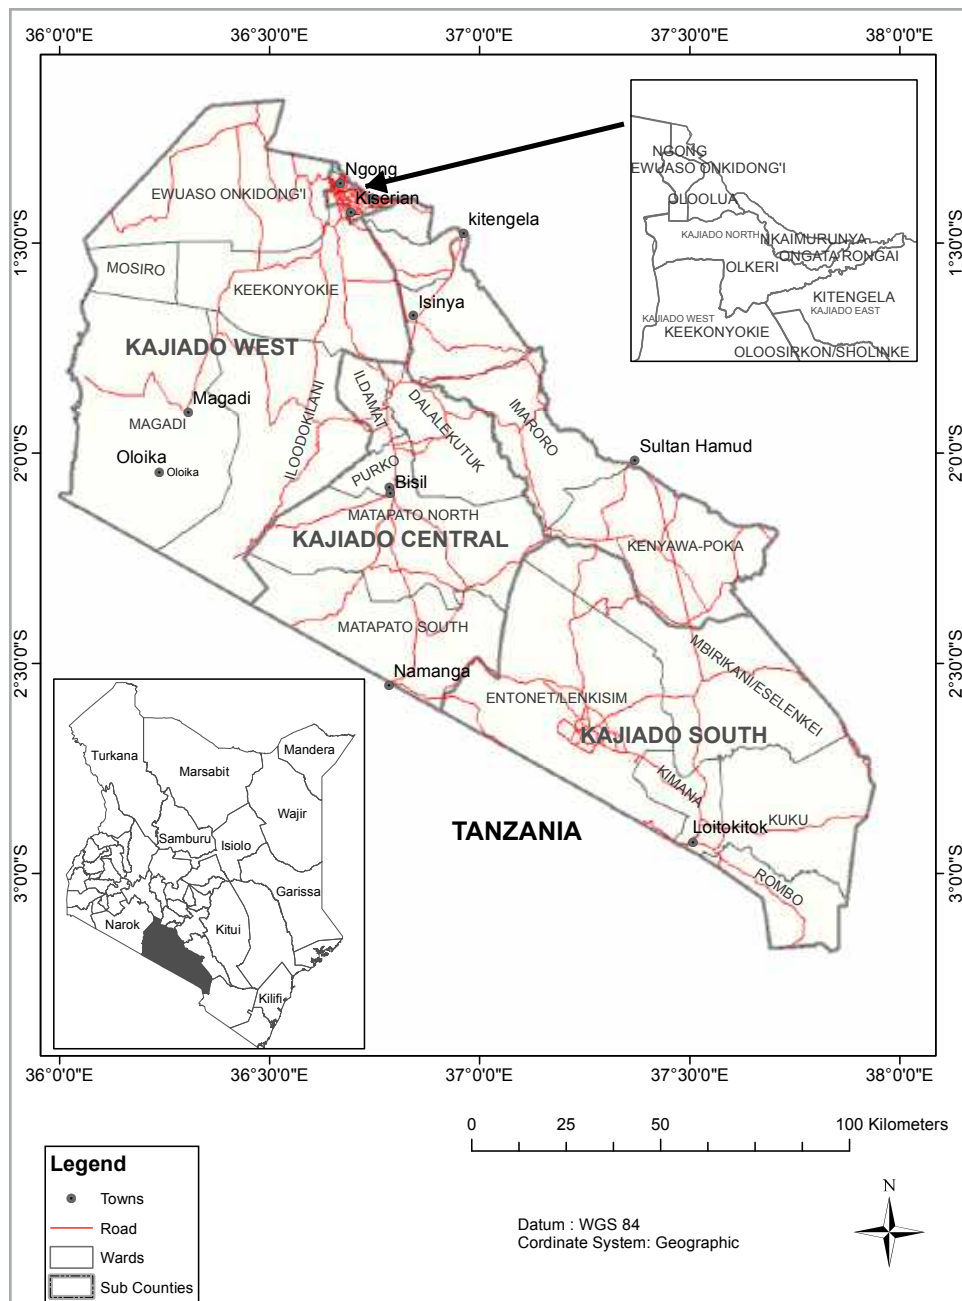 36°0'0"E 36°30'0"E 37°0'0"E 37°30'0"E 38°0'0"E
1°30'0"S
2°0'0"S
2°30'0"S
3°0'0"S
1°30'0"S
2°0'0"S
2°30'0"S
3°0'0"S
Ngong
EWUASO ONKIDONG'I
Kiserian
kitengela
MOSIRO
KEEKONYOKIE
Isinya
KAJIADO WEST
Magadi
MAGADI
ILOODOKILANI
ILDAMAT
DALALEKUTUK
IMARORO
Oloika
Oloika
PURKO
Bisil
Sultan Hamud
MATAPATO NORTH
KAJIADO CENTRAL
KENYAWA-POKA
MATAPATO SOUTH
Namanga
MBIRIKANI/ESELENKEI
ENTONET/LENKISIM
KAJIADO SOUTH
KIMANA
KUKU
Loitokitok
ROMBO
TANZANIA
NGONG
EWUASO ONKIDONG'I
OLOOLUA
KAJIADO NORTH
NKAIMURUNYA
ONGATA RONGAI
OLKERI
KITENGELA
KAJIADO EAST
KAJIADO WEST
KEEKONYOKIE
OLOOSIRKON/SHOLINKE
Turkana
Mandera
Marsabit
Wajir
Samburu
Isiolo
Garissa
Narok
Kitui
Kilifi
36°0'0"E 36°30'0"E 37°0'0"E 37°30'0"E 38°0'0"E
0 25 50 100 Kilometers
Legend
Towns
Road
Wards
Sub Counties
Datum : WGS 84
Cordinate System: Geographic
N